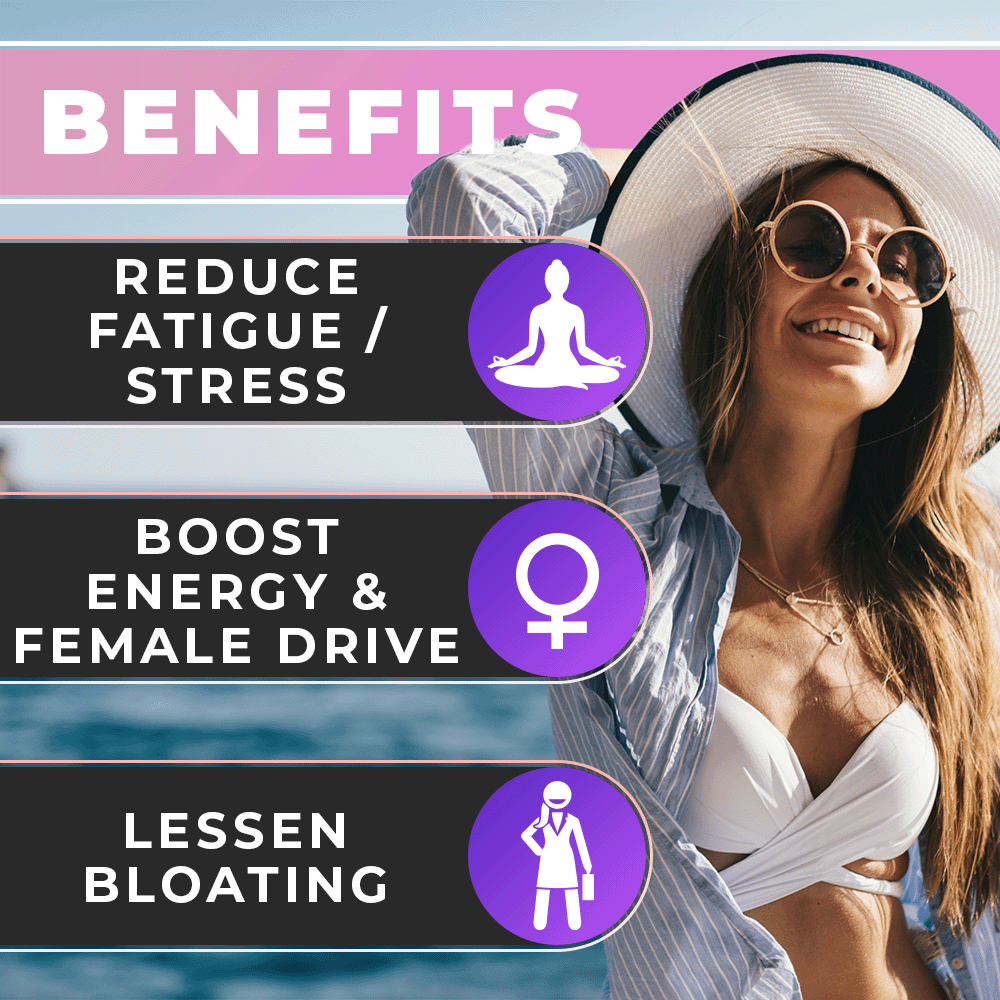 BENEFITS
REDUCE
FATIGUE /
STRESS
BOOST
ENERGY &
FEMALE DRIVE
LESSEN
BLOATING